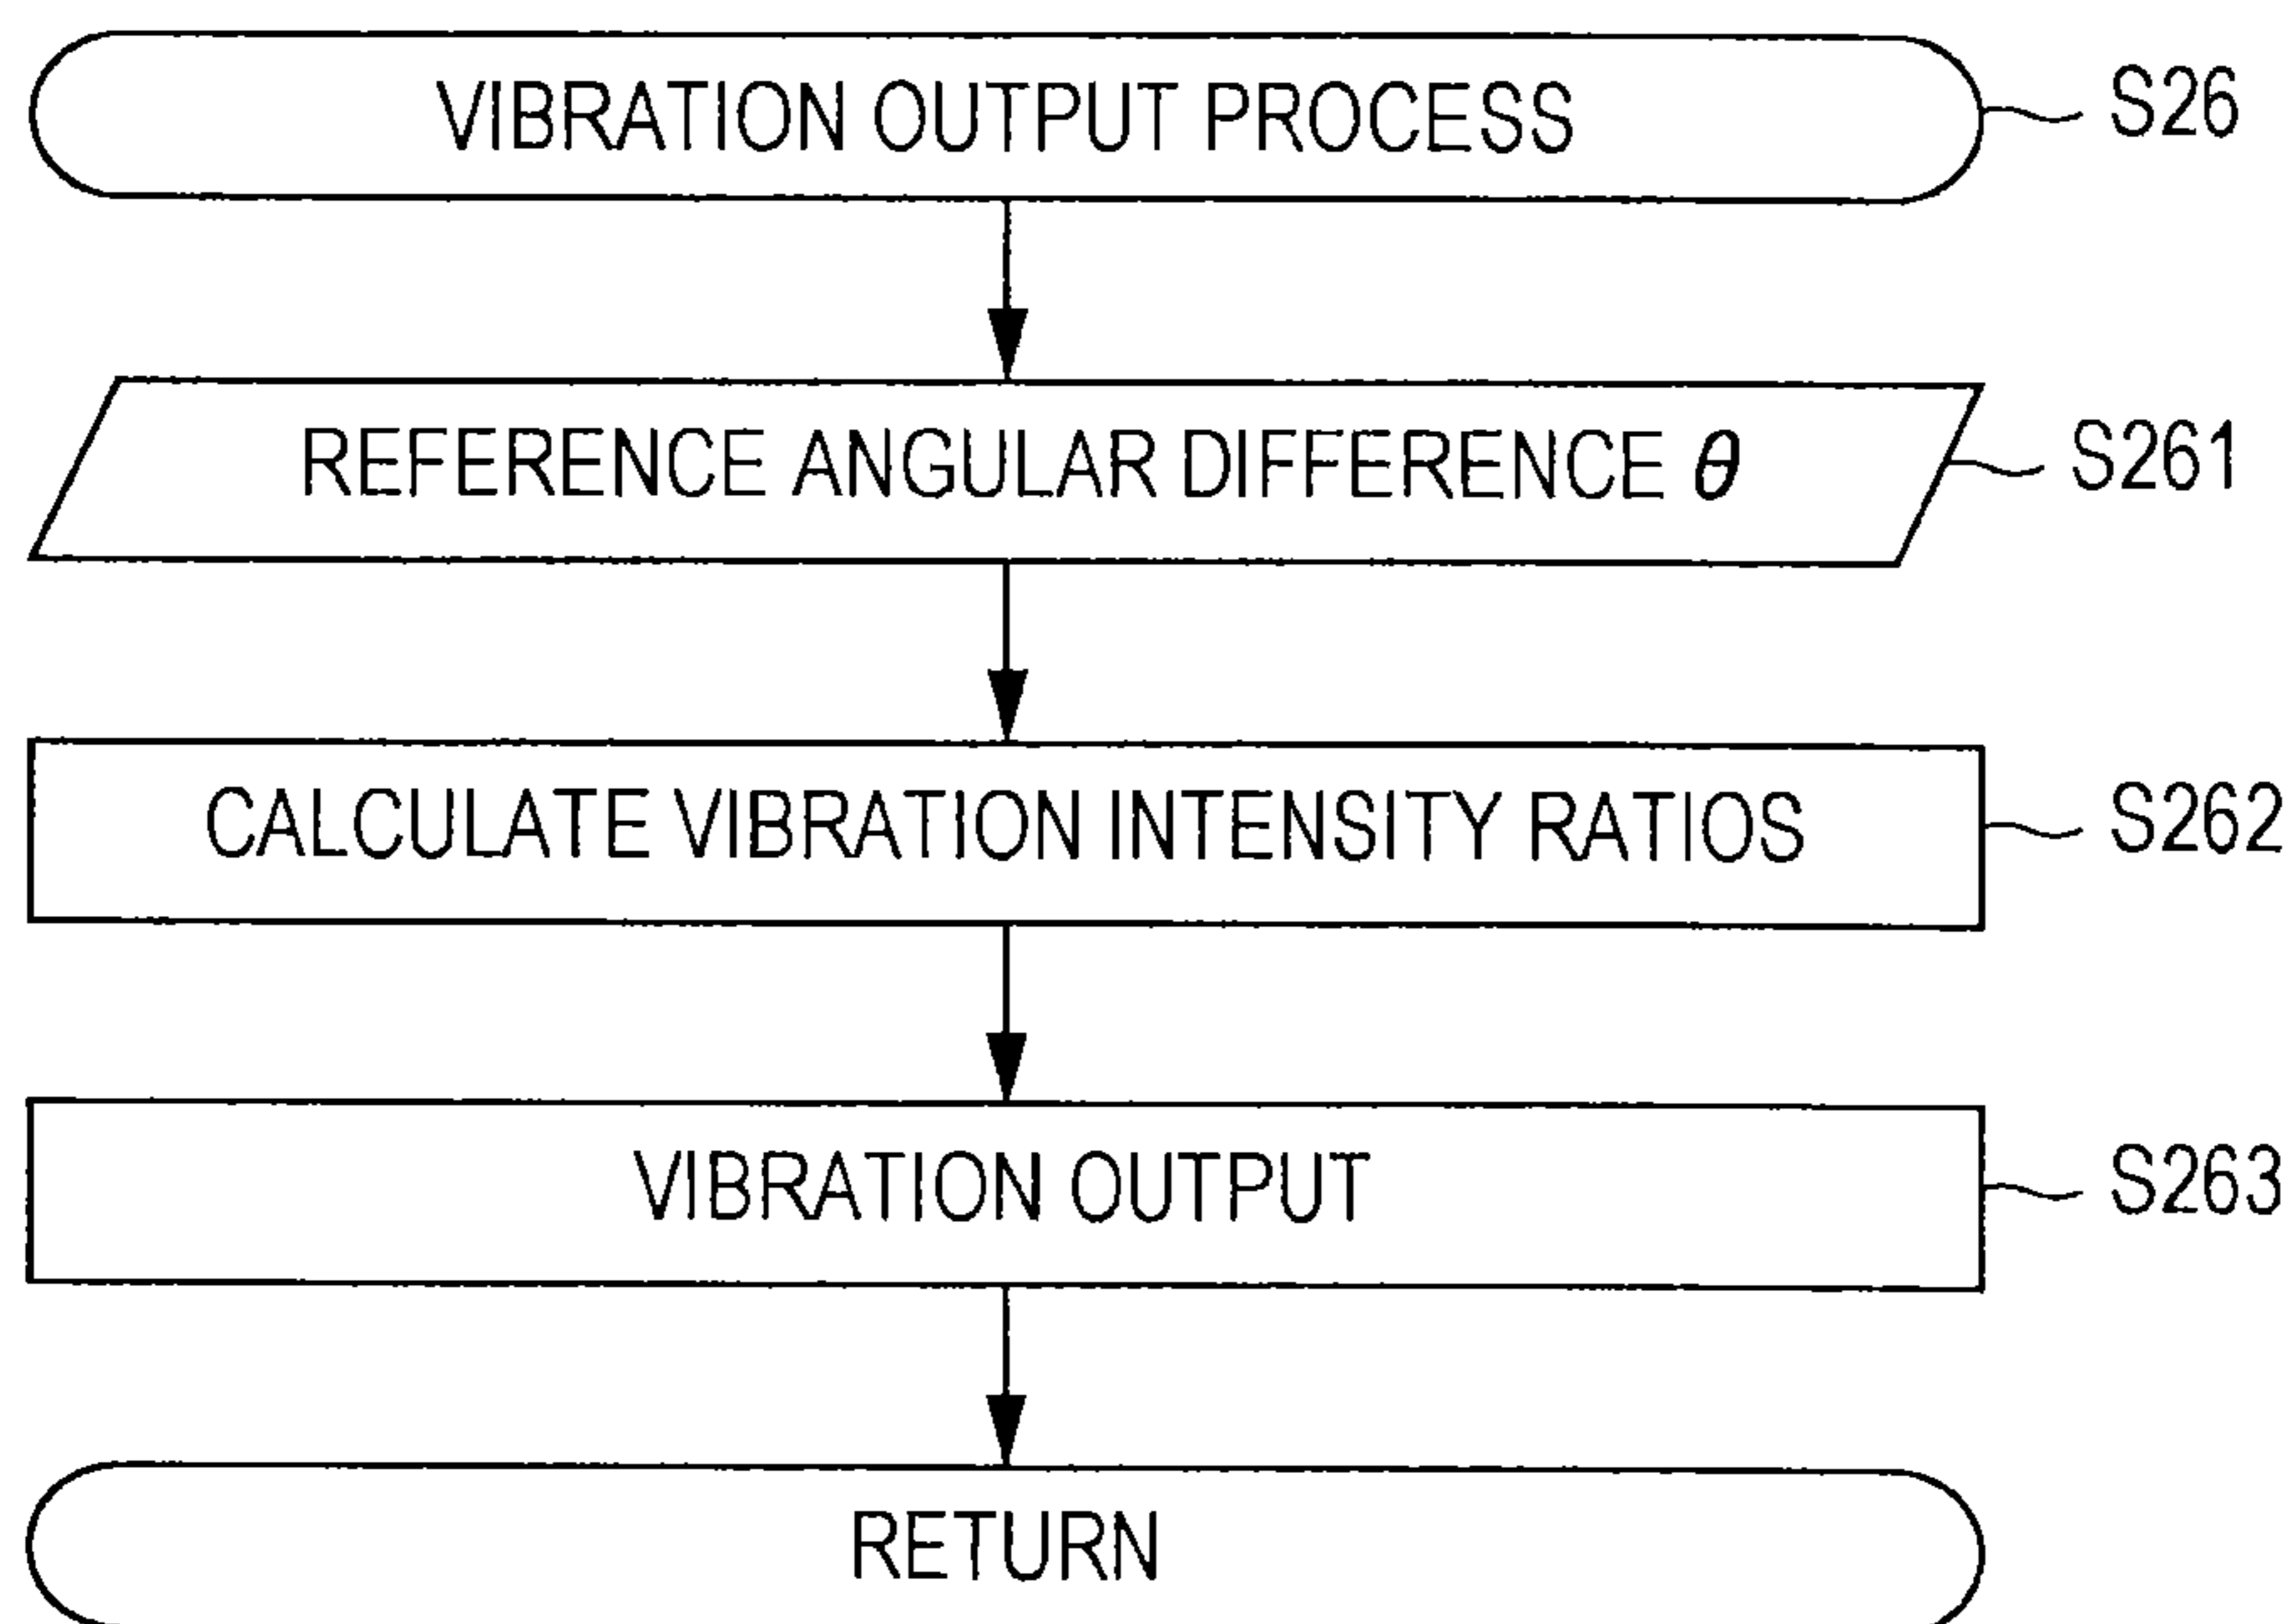 VIBRATION OUTPUT PROCESS S26
REFERENCE ANGULAR DIFFERENCE θ S261
CALCULATE VIBRATION INTENSITY RATIOS S262
VIBRATION OUTPUT S263
RETURN